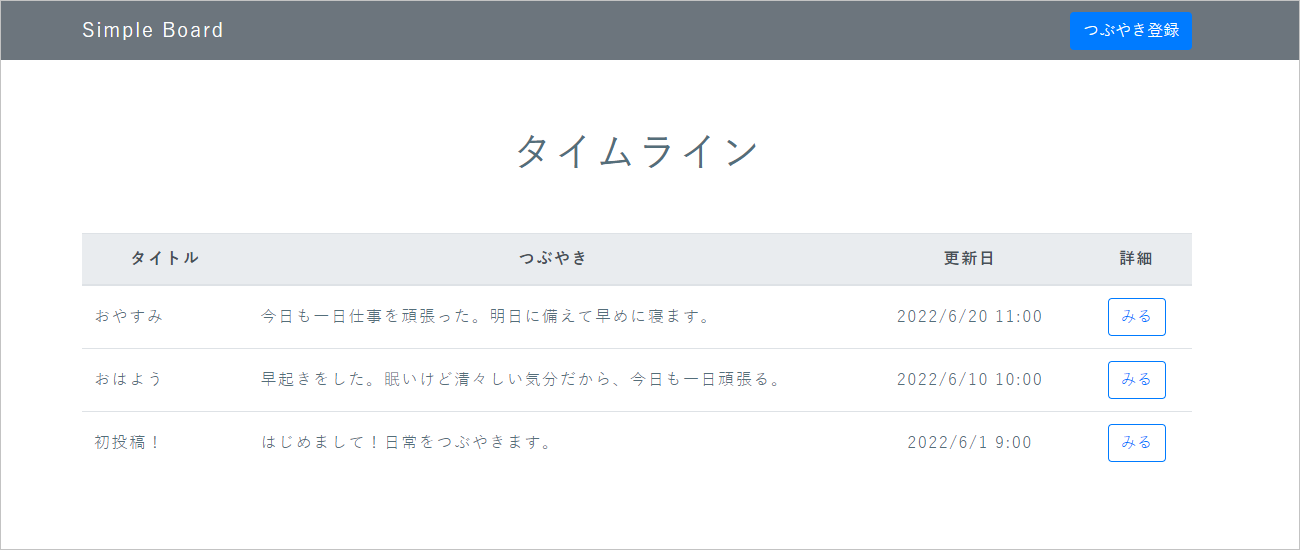 Simple Board つぶやき登録
タイムライン
タイトル つぶやき 更新日 詳細
おやすみ 今日も一日仕事を頑張った。明日に備えて早めに寝ます。 2022/6/20 11:00 みる
おはよう 早起きをした。眠いけど清々しい気分だから、今日も一日頑張る。 2022/6/10 10:00 みる
初投稿！ はじめまして！日常をつぶやきます。 2022/6/1 9:00 みる